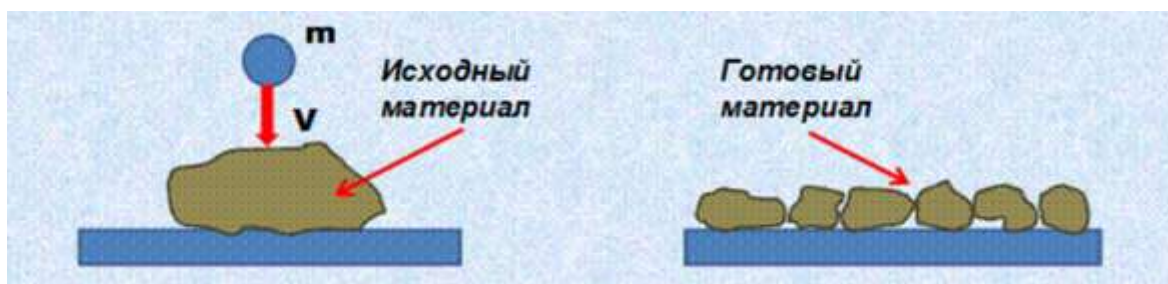 m
V
Исходный
материал
Готовый
материал